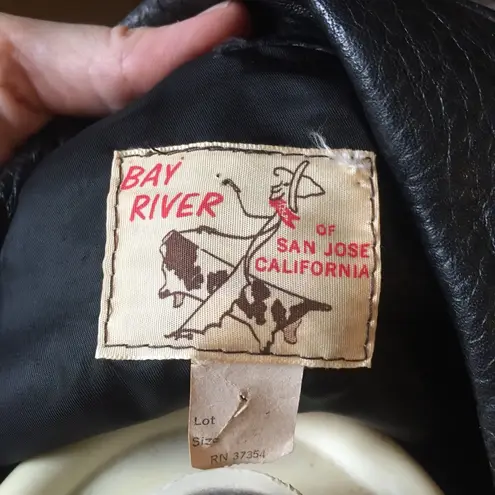 BAY
RIVER
OF
SAN JOSE
CALIFORNIA
Lot
Size
RN 37354